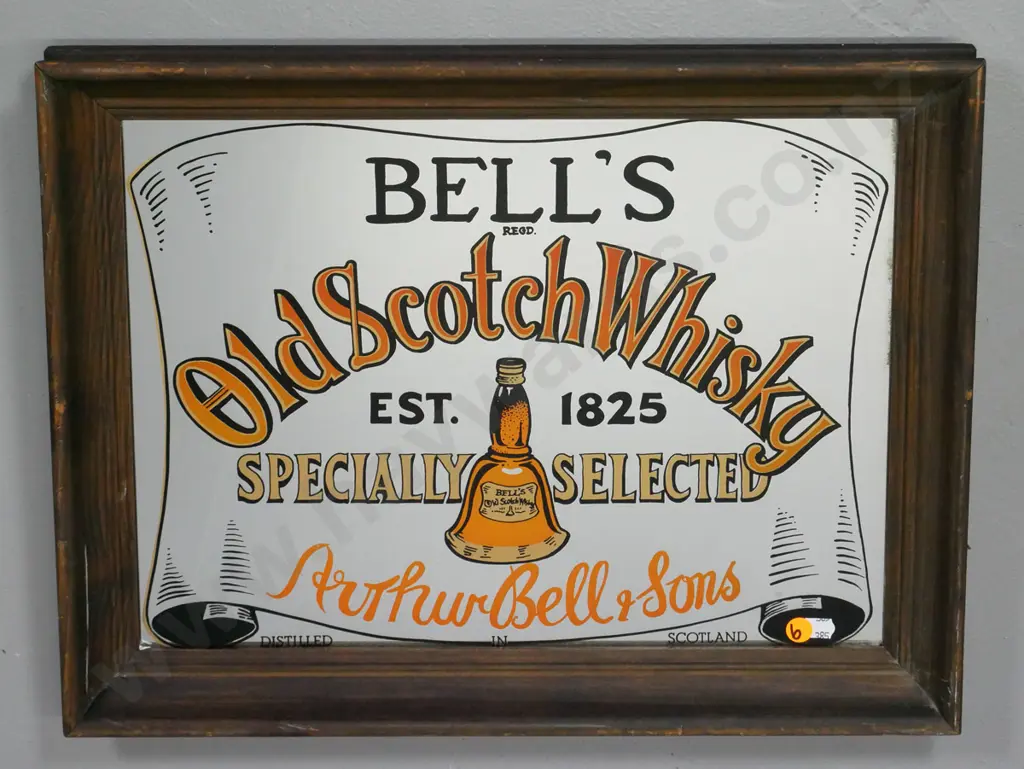 BELL'S
REGD.
Old Scotch Whisky
EST. 1825
SPECIALLY SELECTED
BELL'S
Old Scotch Whisky
Arthur Bell & Sons
DISTILLED IN SCOTLAND
6
385